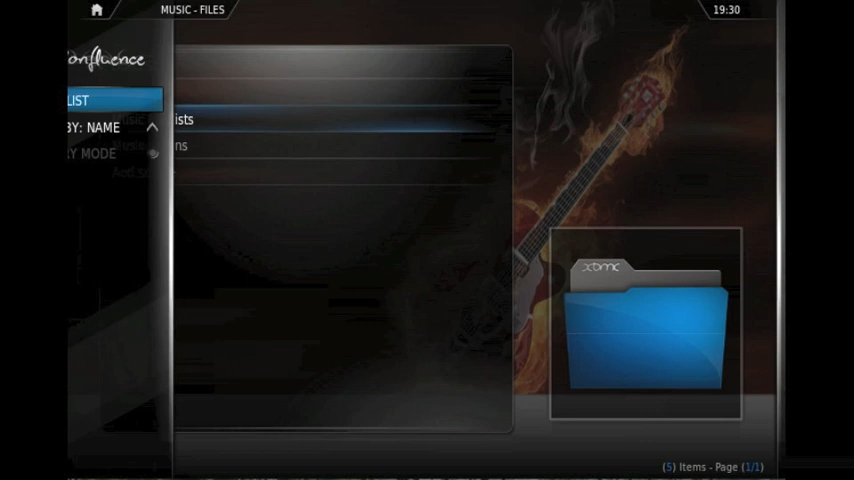 MUSIC - FILES
19:30
onfluence
LIST
BY: NAME
Y MODE
ists
ns
xbmc
(5) Items - Page (1/1)